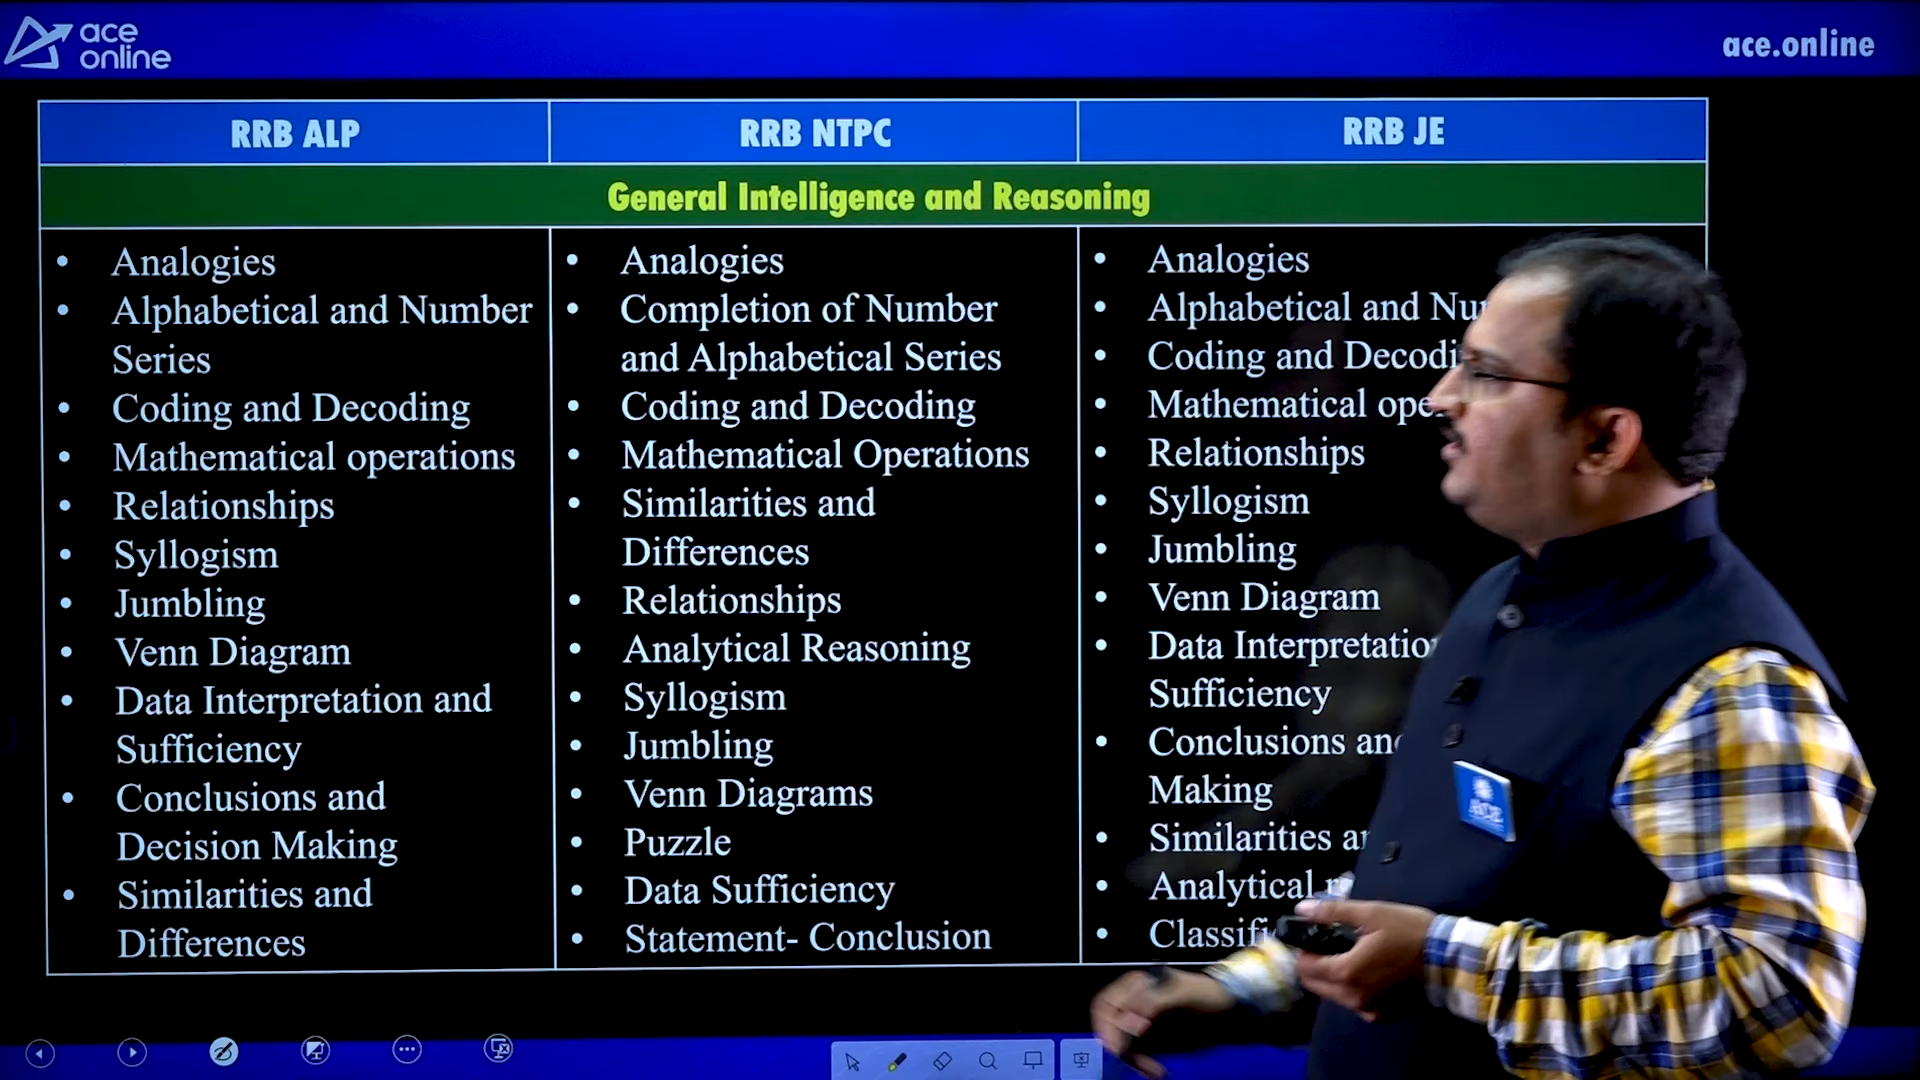 ace
online
ace.online
RRB ALP
RRB NTPC
RRB JE
General Intelligence and Reasoning
• Analogies
• Alphabetical and Number
Series
• Coding and Decoding
• Mathematical operations
• Relationships
• Syllogism
• Jumbling
• Venn Diagram
• Data Interpretation and
Sufficiency
• Conclusions and
Decision Making
• Similarities and
Differences
• Analogies
• Completion of Number
and Alphabetical Series
• Coding and Decoding
• Mathematical Operations
• Similarities and
Differences
• Relationships
• Analytical Reasoning
• Syllogism
• Jumbling
• Venn Diagrams
• Puzzle
• Data Sufficiency
• Statement- Conclusion
• Analogies
• Alphabetical and
• Coding and
• Mathematical
• Relationships
• Syllogism
• Jumbling
• Venn Diagram
• Data
Sufficiency
• Conclusions
Making
• Similarities
• Analytical
ACE